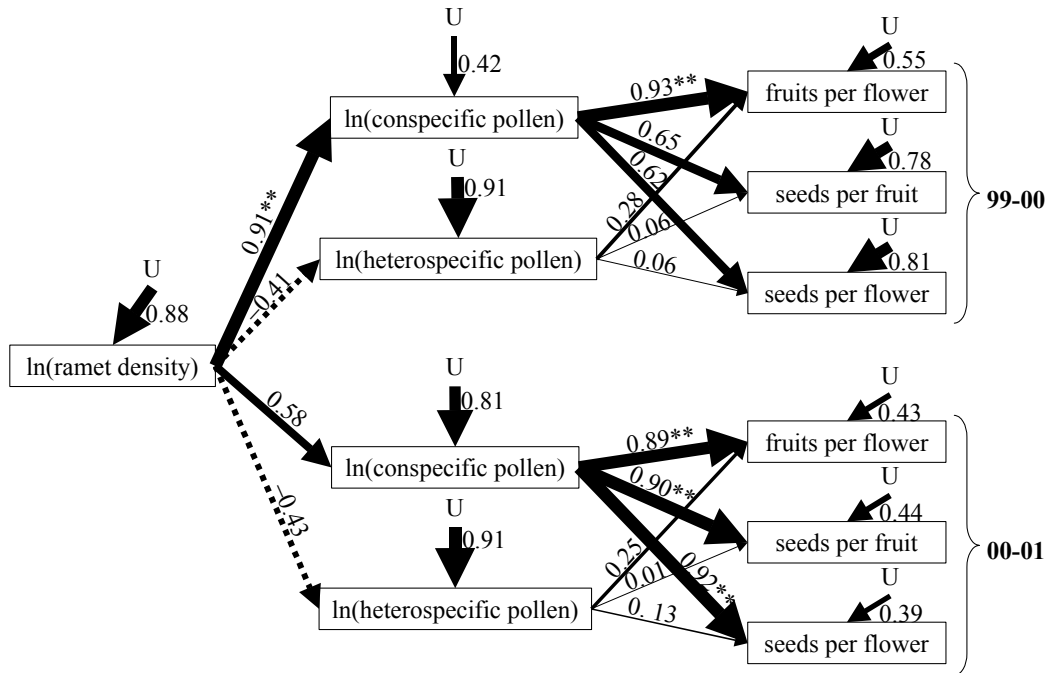 U
0.88
ln(ramet density)
0.91**
−0.41
0.58
−0.43
U
0.42
ln(conspecific pollen)
U
0.91
ln(heterospecific pollen)
0.93**
0.65
0.62
0.28
0.06
0.06
U
0.55
fruits per flower
U
0.78
seeds per fruit
U
0.81
seeds per flower
99-00
U
0.81
ln(conspecific pollen)
U
0.91
ln(heterospecific pollen)
0.89**
0.90**
0.92**
0.25
0.01
0. 13
U
0.43
fruits per flower
U
0.44
seeds per fruit
U
0.39
seeds per flower
00-01